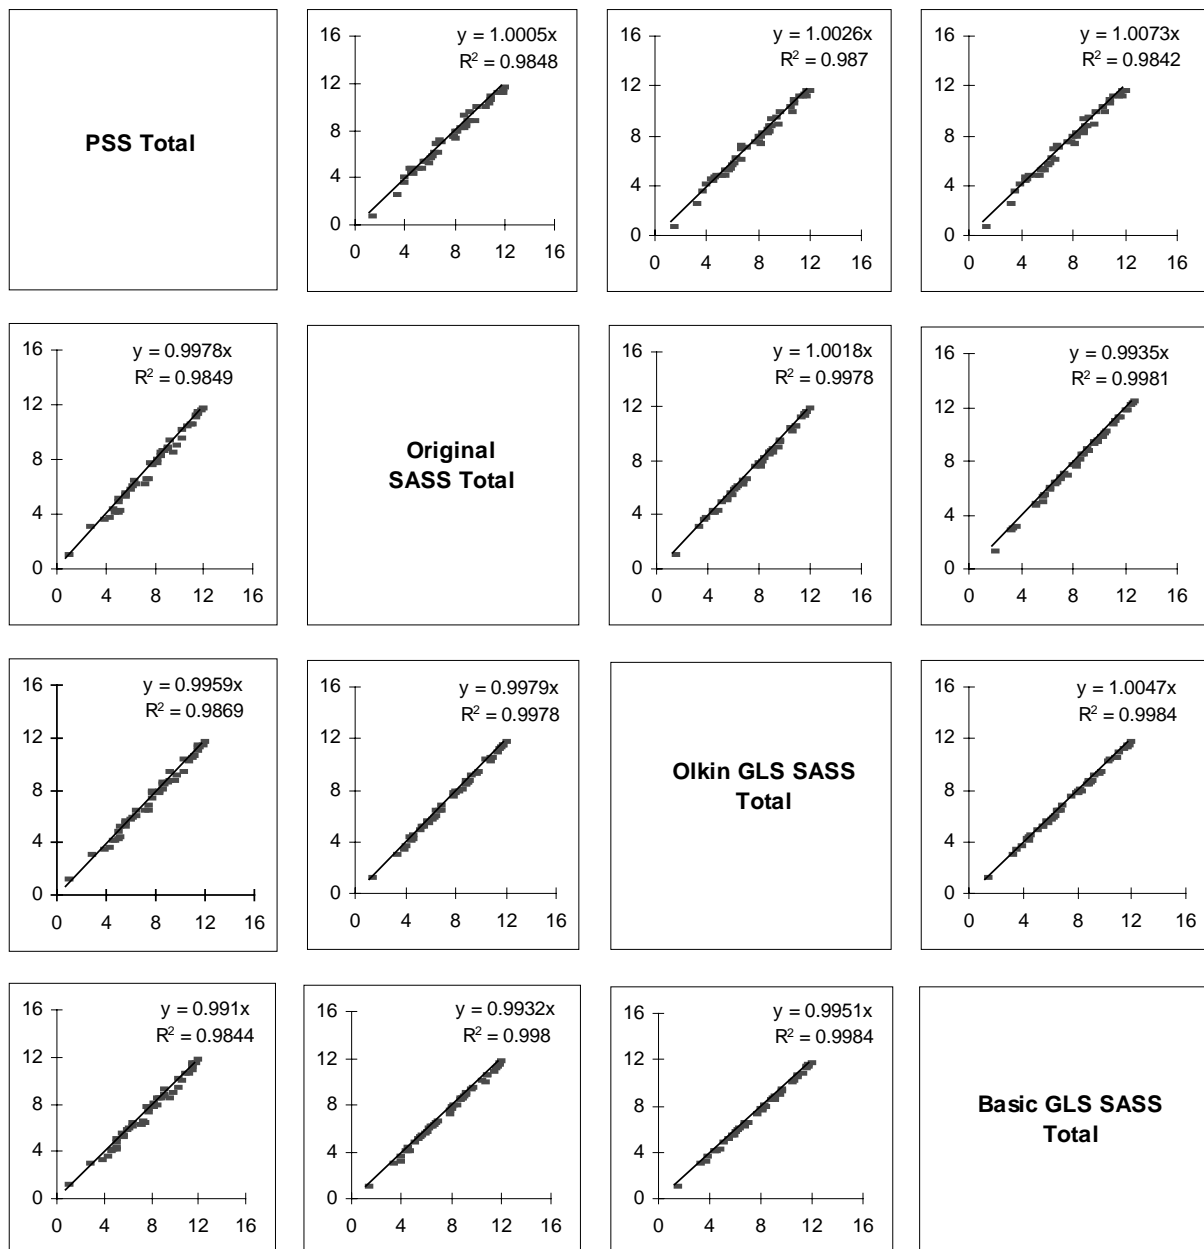 PSS Total
16
12
8
4
0
0 4 8 12 16
y = 1.0005x
R² = 0.9848
16
12
8
4
0
0 4 8 12 16
y = 1.0026x
R² = 0.987
16
12
8
4
0
0 4 8 12 16
y = 1.0073x
R² = 0.9842
16
12
8
4
0
0 4 8 12 16
y = 0.9978x
R² = 0.9849
Original
SASS Total
16
12
8
4
0
0 4 8 12 16
y = 1.0018x
R² = 0.9978
16
12
8
4
0
0 4 8 12 16
y = 0.9935x
R² = 0.9981
16
12
8
4
0
0 4 8 12 16
y = 0.9959x
R² = 0.9869
16
12
8
4
0
0 4 8 12 16
y = 0.9979x
R² = 0.9978
Olkin GLS SASS
Total
16
12
8
4
0
0 4 8 12 16
y = 1.0047x
R² = 0.9984
16
12
8
4
0
0 4 8 12 16
y = 0.991x
R² = 0.9844
16
12
8
4
0
0 4 8 12 16
y = 0.9932x
R² = 0.998
16
12
8
4
0
0 4 8 12 16
y = 0.9951x
R² = 0.9984
Basic GLS SASS
Total